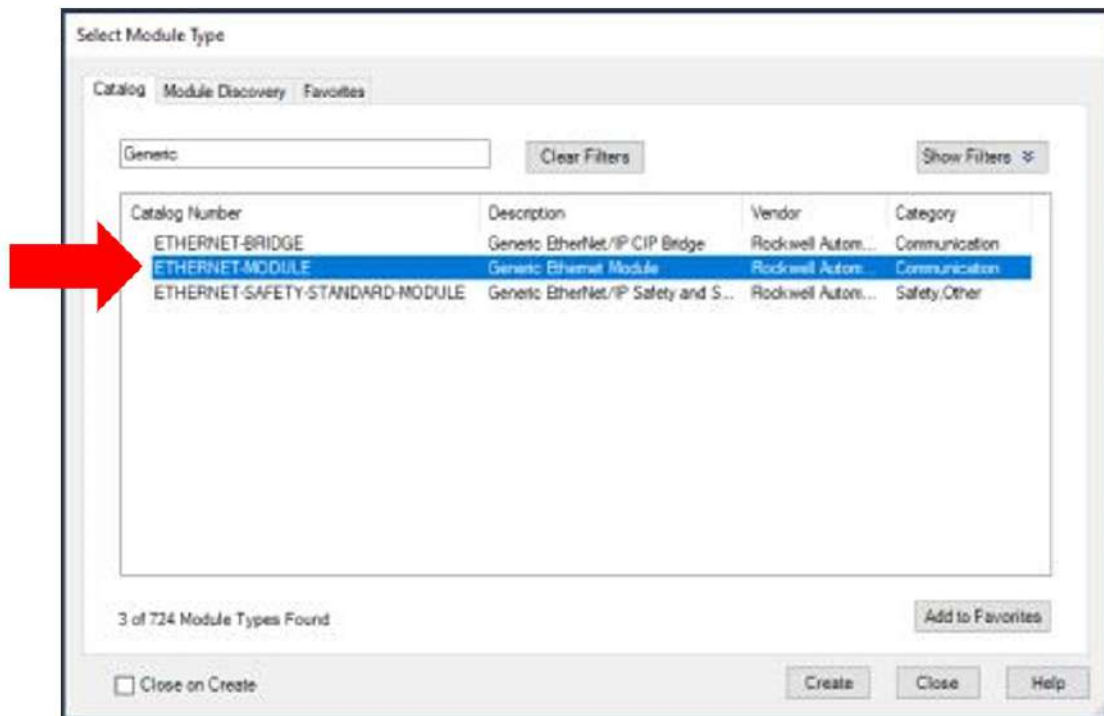 Select Module Type
Catalog Module Discovery Favorites
Generic Clear Filters Show Filters
Catalog Number Description Vendor Category
ETHERNET-BRIDGE Generic EtherNet/IP CIP Bridge Rockwell Autom... Communication
ETHERNET-MODULE Generic Ethernet Module Rockwell Autom... Communication
ETHERNET-SAFETY-STANDARD-MODULE Generic EtherNet/IP Safety and S... Rockwell Autom... Safety,Other
3 of 724 Module Types Found Add to Favorites
Close on Create Create Close Help